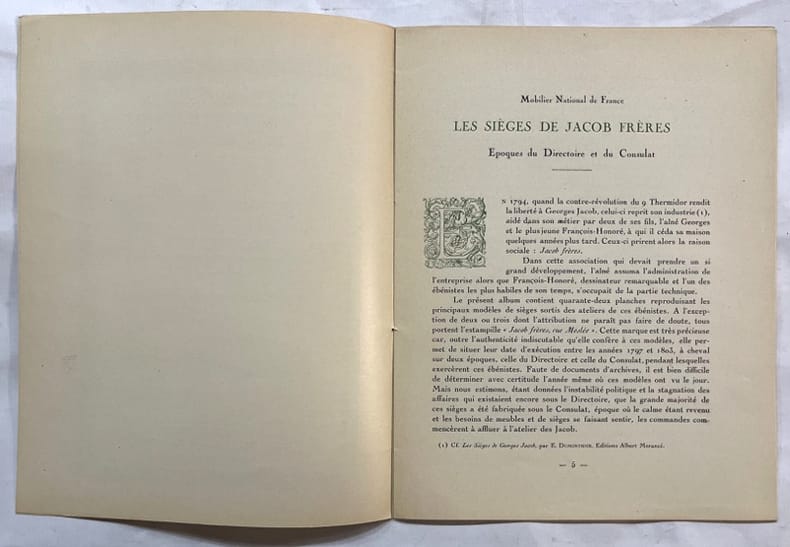 Mobilier National de France
LES SIÈGES DE JACOB FRÈRES
Epoques du Directoire et du Consulat
EN 1794, quand la contre-révolution du 9 Thermidor rendit
la liberté à Georges Jacob, celui-ci reprit son industrie (1),
aidé dans son métier par deux de ses fils, l'aîné Georges
et le plus jeune François-Honoré, à qui il céda sa maison
quelques années plus tard. Ceux-ci prirent alors la raison
sociale : Jacob frères.
Dans cette association qui devait prendre un si
grand développement, l'aîné assuma l'administration de
l'entreprise alors que François-Honoré, dessinateur remarquable et l'un des
ébénistes les plus habiles de son temps, s'occupait de la partie technique.
Le présent album contient quarante-deux planches reproduisant les
principaux modèles de sièges sortis des ateliers de ces ébénistes. A l'excep-
tion de deux ou trois dont l'attribution ne paraît pas faire de doute, tous
portent l'estampille « Jacob frères, rue Meslée ». Cette marque est très précieuse
car, outre l'authenticité indiscutable qu'elle confère à ces modèles, elle per-
met de situer leur date d'exécution entre les années 1797 et 1803, à cheval
sur deux époques, celle du Directoire et celle du Consulat, pendant lesquelles
exercèrent ces ébénistes. Faute de documents d'archives, il est bien difficile
de déterminer avec certitude l'année même où ces modèles ont vu le jour.
Mais nous estimons, étant données l'instabilité politique et la stagnation des
affaires qui existaient encore sous le Directoire, que la grande majorité de
ces sièges a été fabriquée sous le Consulat, époque où le calme étant revenu
et les besoins de meubles et de sièges se faisant sentir, les commandes com-
mencèrent à affluer à l'atelier des Jacob.
(1) Cf. Les Sièges de Georges Jacob, par E. DUMONTHIER. Editions Albert Morancé.
— 5 —